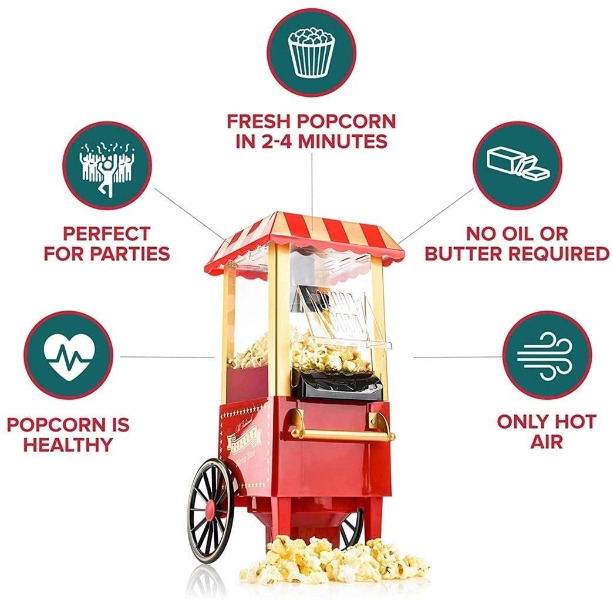 FRESH POPCORN
IN 2-4 MINUTES
PERFECT
FOR PARTIES
NO OIL OR
BUTTER REQUIRED
POPCORN IS
HEALTHY
ONLY HOT
AIR